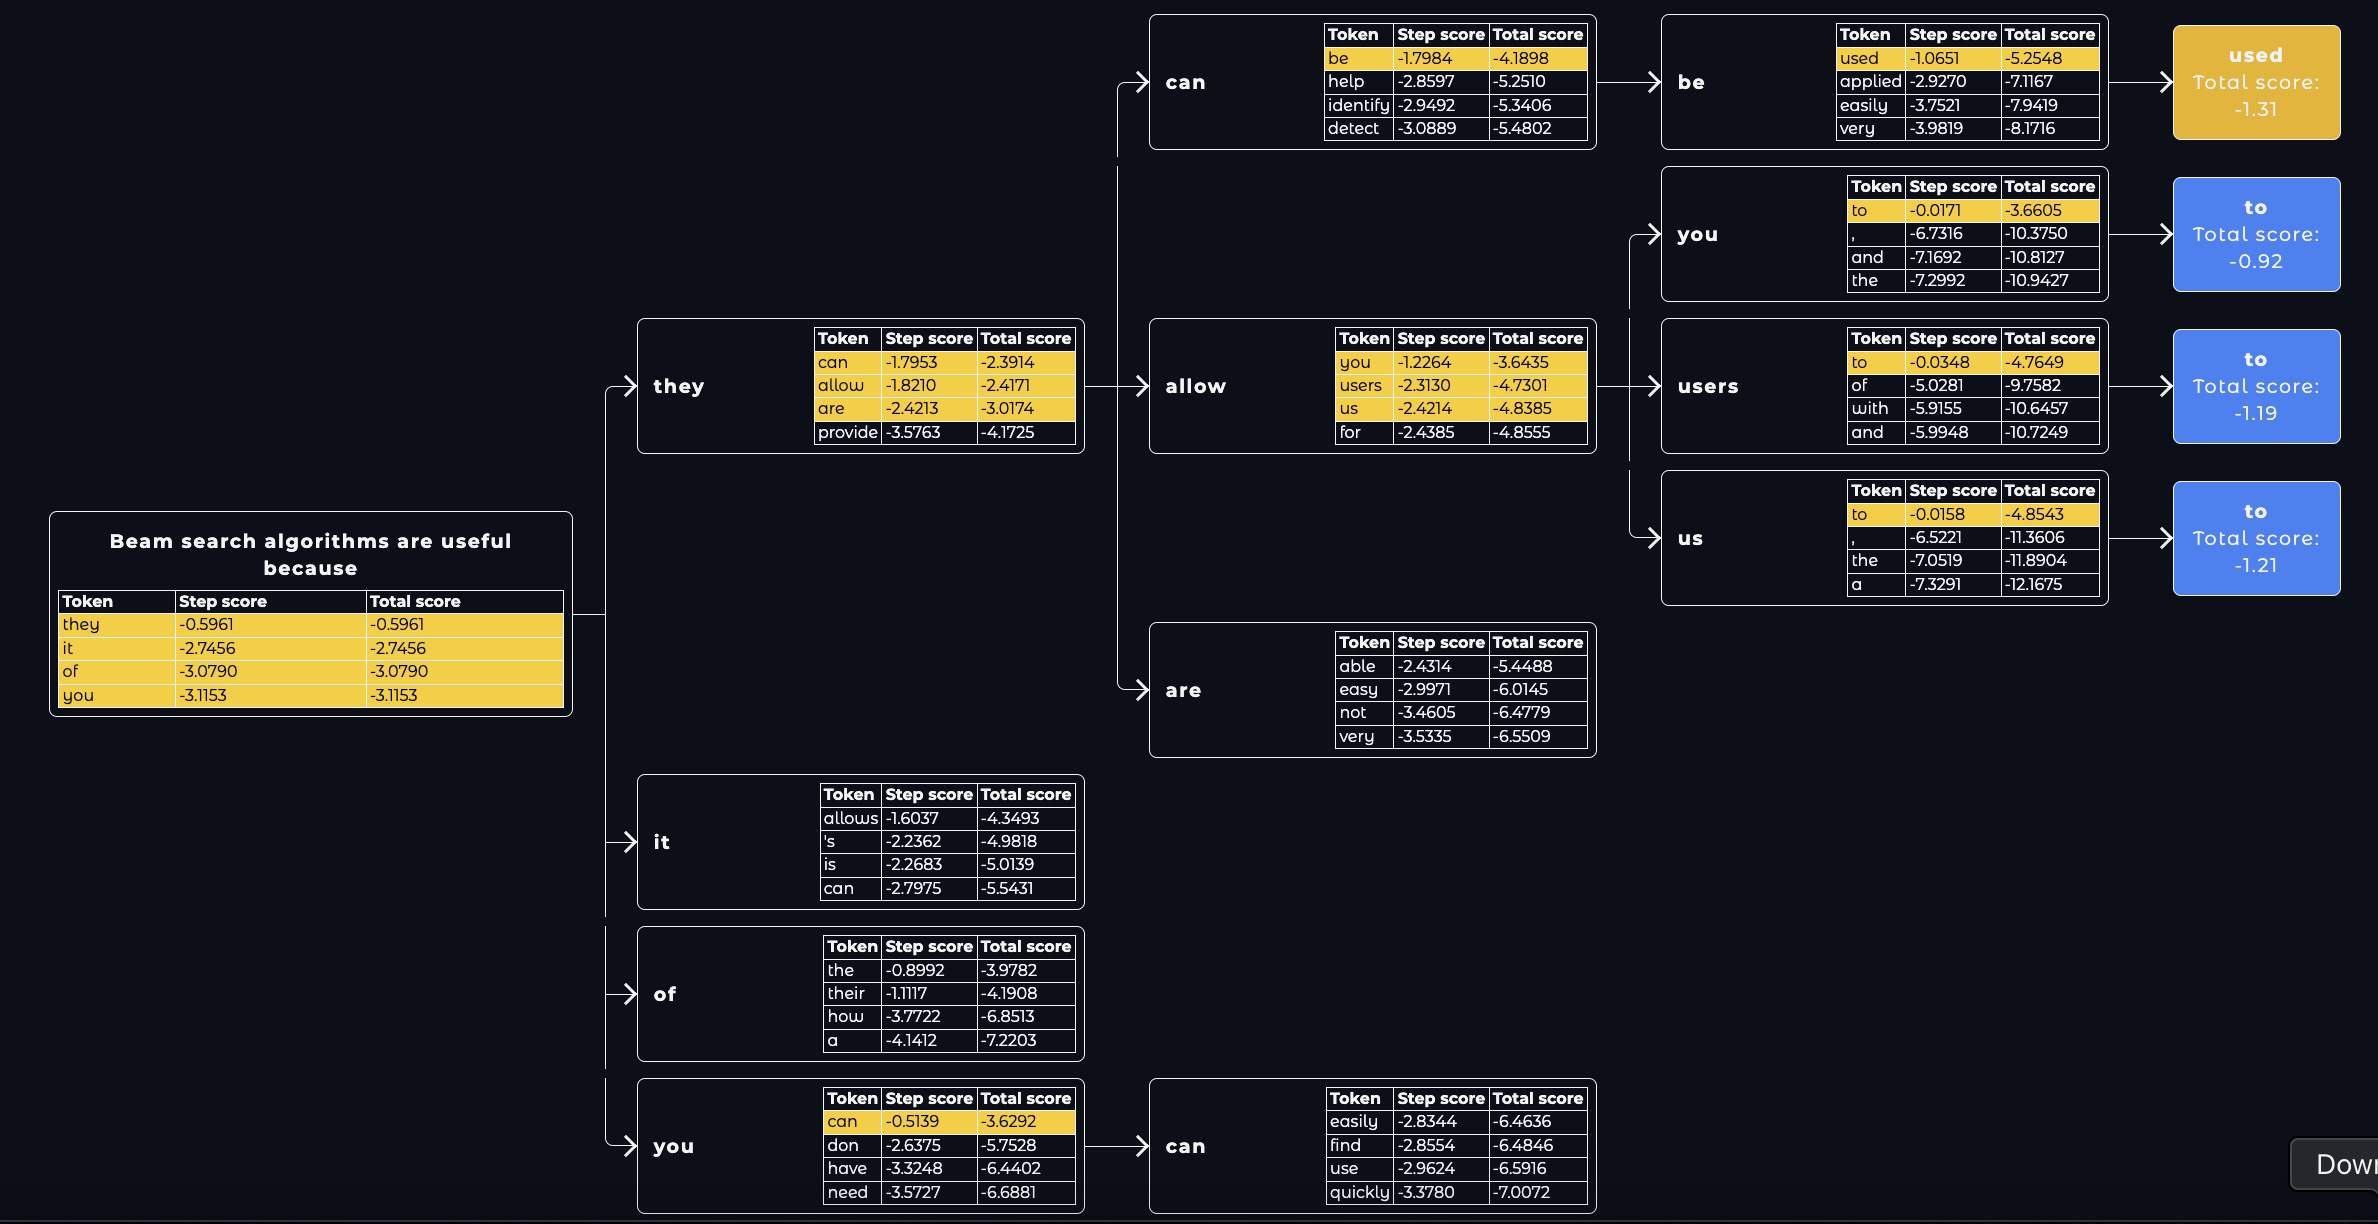 Beam search algorithms are useful
because
Token Step score Total score
they -0.5961 -0.5961
it -2.7456 -2.7456
of -3.0790 -3.0790
you -3.1153 -3.1153
they
Token Step score Total score
can -1.7953 -2.3914
allow -1.8210 -2.4171
are -2.4213 -3.0174
provide -3.5763 -4.1725
it
Token Step score Total score
allows -1.6037 -4.3493
's -2.2362 -4.9818
is -2.2683 -5.0139
can -2.7975 -5.5431
of
Token Step score Total score
the -0.8992 -3.9782
their -1.1117 -4.1908
how -3.7722 -6.8513
a -4.1412 -7.2203
you
Token Step score Total score
can -0.5139 -3.6292
don -2.6375 -5.7528
have -3.3248 -6.4402
need -3.5727 -6.6881
can
Token Step score Total score
be -1.7984 -4.1898
help -2.8597 -5.2510
identify -2.9492 -5.3406
detect -3.0889 -5.4802
allow
Token Step score Total score
you -1.2264 -3.6435
users -2.3130 -4.7301
us -2.4214 -4.8385
for -2.4385 -4.8555
are
Token Step score Total score
able -2.4314 -5.4488
easy -2.9971 -6.0145
not -3.4605 -6.4779
very -3.5335 -6.5509
can
Token Step score Total score
easily -2.8344 -6.4636
find -2.8554 -6.4846
use -2.9624 -6.5916
quickly -3.3780 -7.0072
be
Token Step score Total score
used -1.0651 -5.2548
applied -2.9270 -7.1167
easily -3.7521 -7.9419
very -3.9819 -8.1716
you
Token Step score Total score
to -0.0171 -3.6605
, -6.7316 -10.3750
and -7.1692 -10.8127
the -7.2992 -10.9427
users
Token Step score Total score
to -0.0348 -4.7649
of -5.0281 -9.7582
with -5.9155 -10.6457
and -5.9948 -10.7249
us
Token Step score Total score
to -0.0158 -4.8543
, -6.5221 -11.3606
the -7.0519 -11.8904
a -7.3291 -12.1675
used
Total score:
-1.31
to
Total score:
-0.92
to
Total score:
-1.19
to
Total score:
-1.21